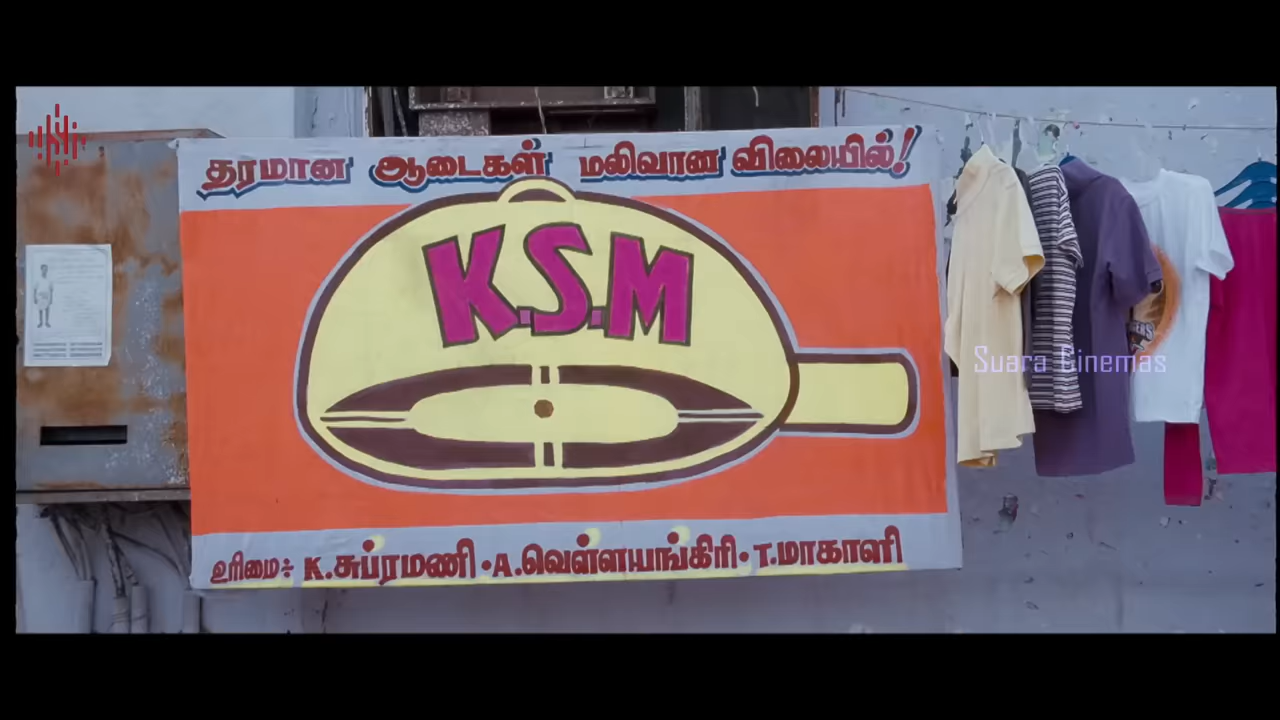 தரமான ஆடைகள் மலிவான விலையில்!
K.S.M
Suara Cinemas
உரிமை:- K.சுப்ரமணி • A.வெள்ளயங்கிரி • T.மாகாளி